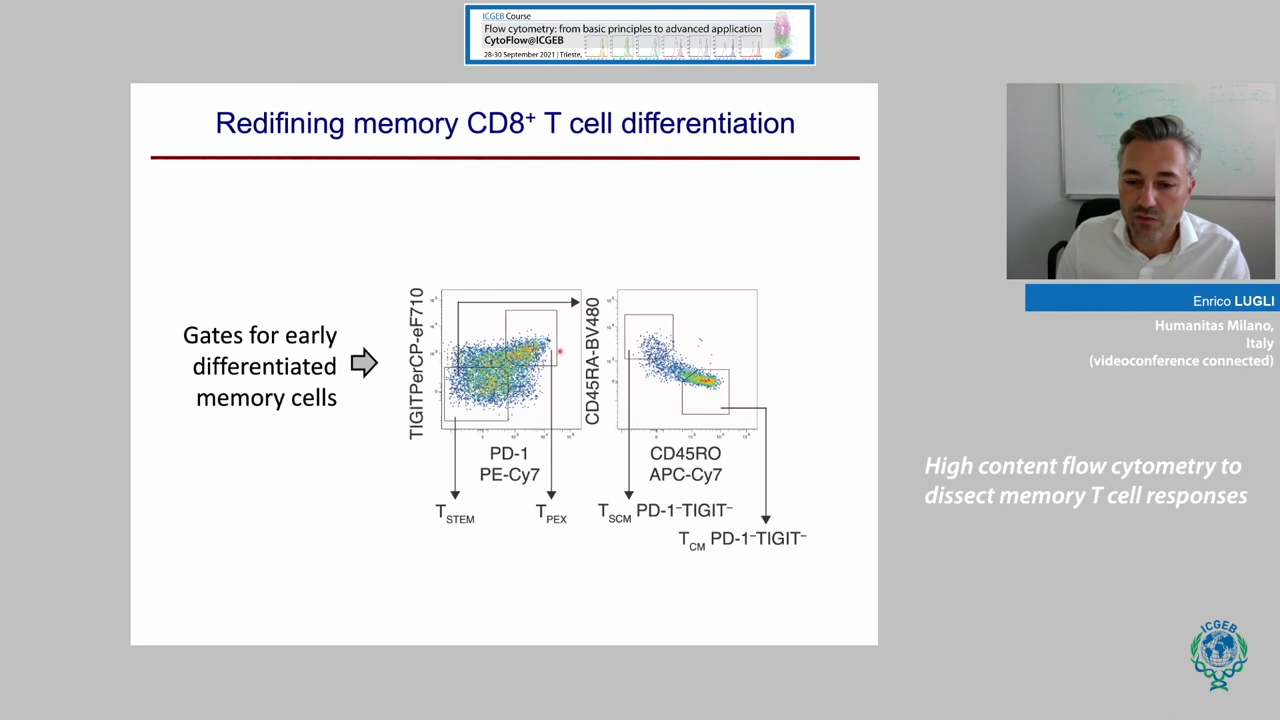 ICGEB Course
Flow cytometry: from basic principles to advanced application
CytoFlow@ICGEB
28-30 September 2021 | Trieste,
Redifining memory CD8+ T cell differentiation
Gates for early
differentiated
memory cells
TIGITPerCP-eF710
PD-1
PE-Cy7
TSTEM
TPEX
CD45RA-BV480
CD45RO
APC-Cy7
TSCM PD-1–TIGIT–
TCM PD-1–TIGIT–
Enrico LUGLI
Humanitas Milano,
Italy
(videoconference connected)
High content flow cytometry to
dissect memory T cell responses
ICGEB